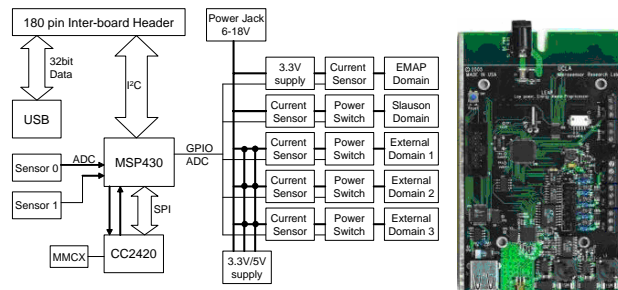 180 pin Inter-board Header
Power Jack
6-18V
32bit
Data
I²C
USB
3.3V
supply
Current
Sensor
EMAP
Domain
Current
Sensor
Power
Switch
Slauson
Domain
Sensor 0
ADC
MSP430
GPIO
ADC
Current
Sensor
Power
Switch
External
Domain 1
Sensor 1
SPI
Current
Sensor
Power
Switch
External
Domain 2
MMCX
CC2420
Current
Sensor
Power
Switch
External
Domain 3
3.3V/5V
supply
MADE IN USA
UCLA
LEAP